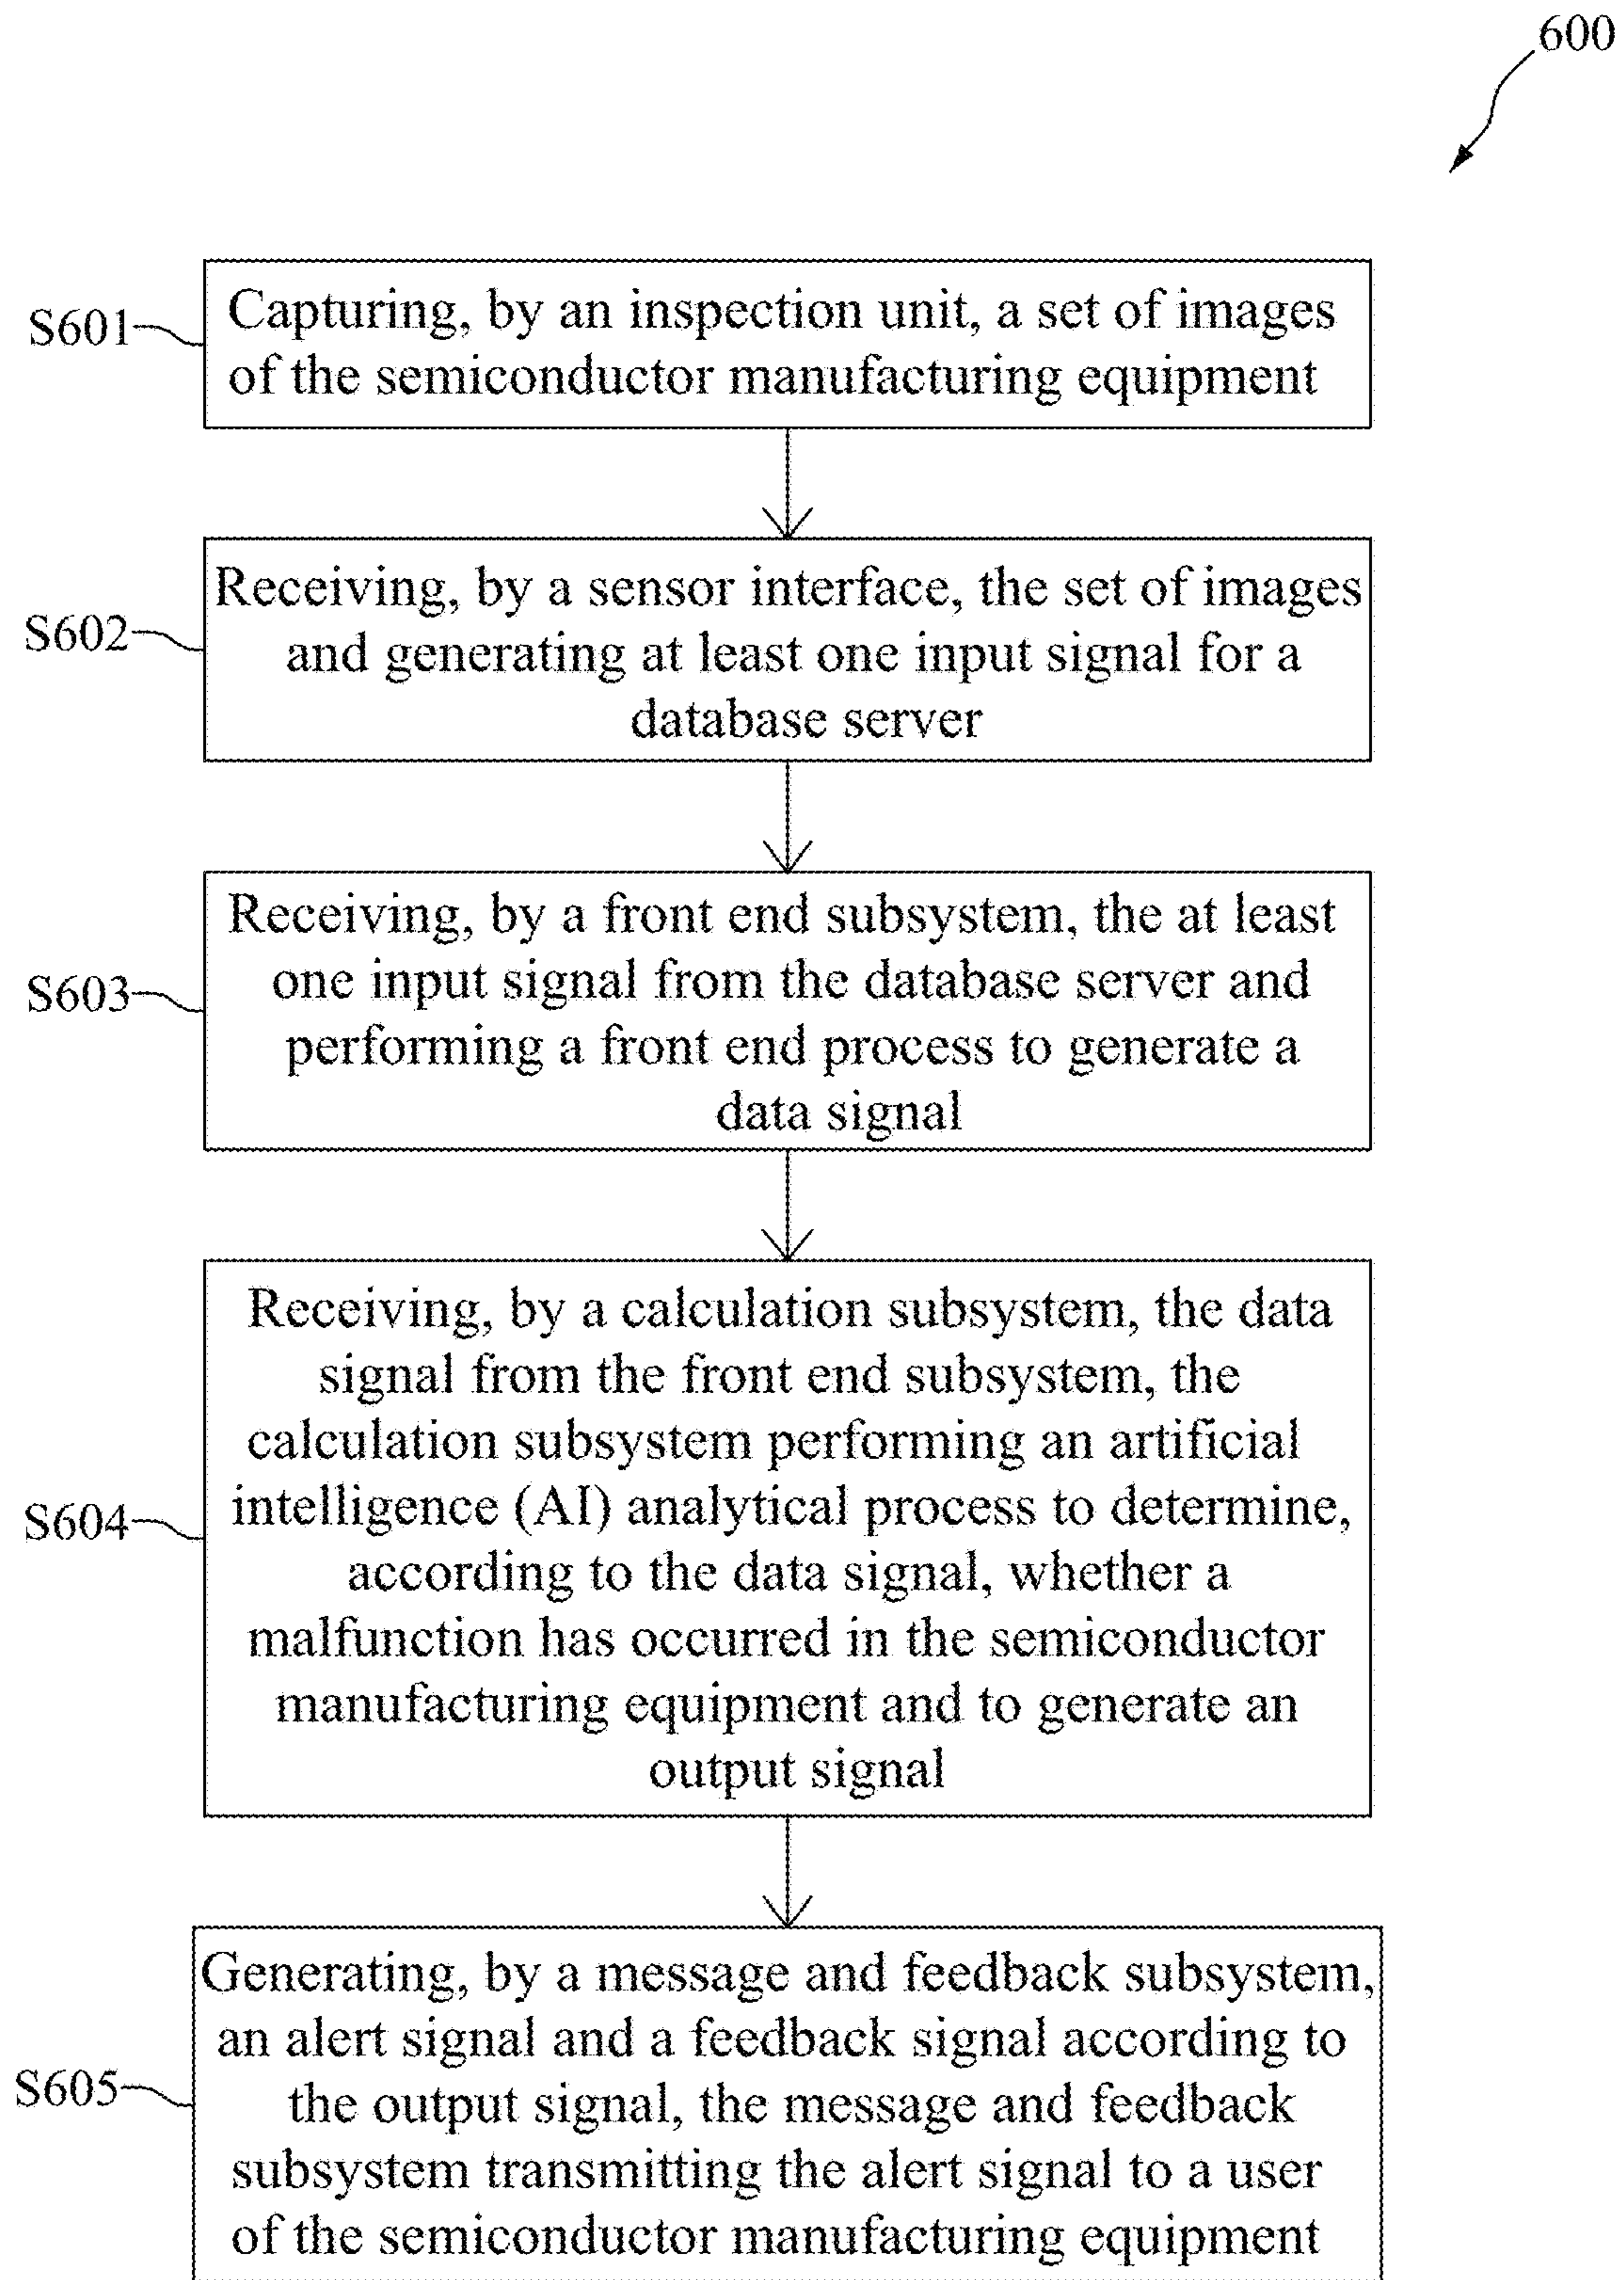 600
S601
Capturing, by an inspection unit, a set of images
of the semiconductor manufacturing equipment
S602
Receiving, by a sensor interface, the set of images
and generating at least one input signal for a
database server
S603
Receiving, by a front end subsystem, the at least
one input signal from the database server and
performing a front end process to generate a
data signal
S604
Receiving, by a calculation subsystem, the data
signal from the front end subsystem, the
calculation subsystem performing an artificial
intelligence (AI) analytical process to determine,
according to the data signal, whether a
malfunction has occurred in the semiconductor
manufacturing equipment and to generate an
output signal
S605
Generating, by a message and feedback subsystem,
an alert signal and a feedback signal according to
the output signal, the message and feedback
subsystem transmitting the alert signal to a user
of the semiconductor manufacturing equipment